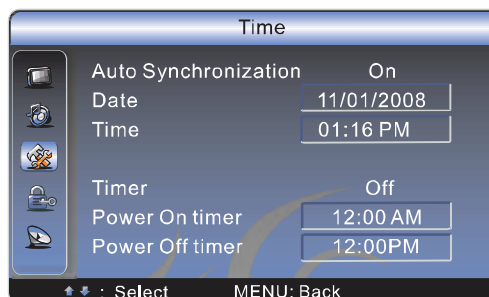 Time
Auto Synchronization On
Date 11/01/2008
Time 01:16 PM
Timer Off
Power On timer 12:00 AM
Power Off timer 12:00PM
: Select MENU: Back